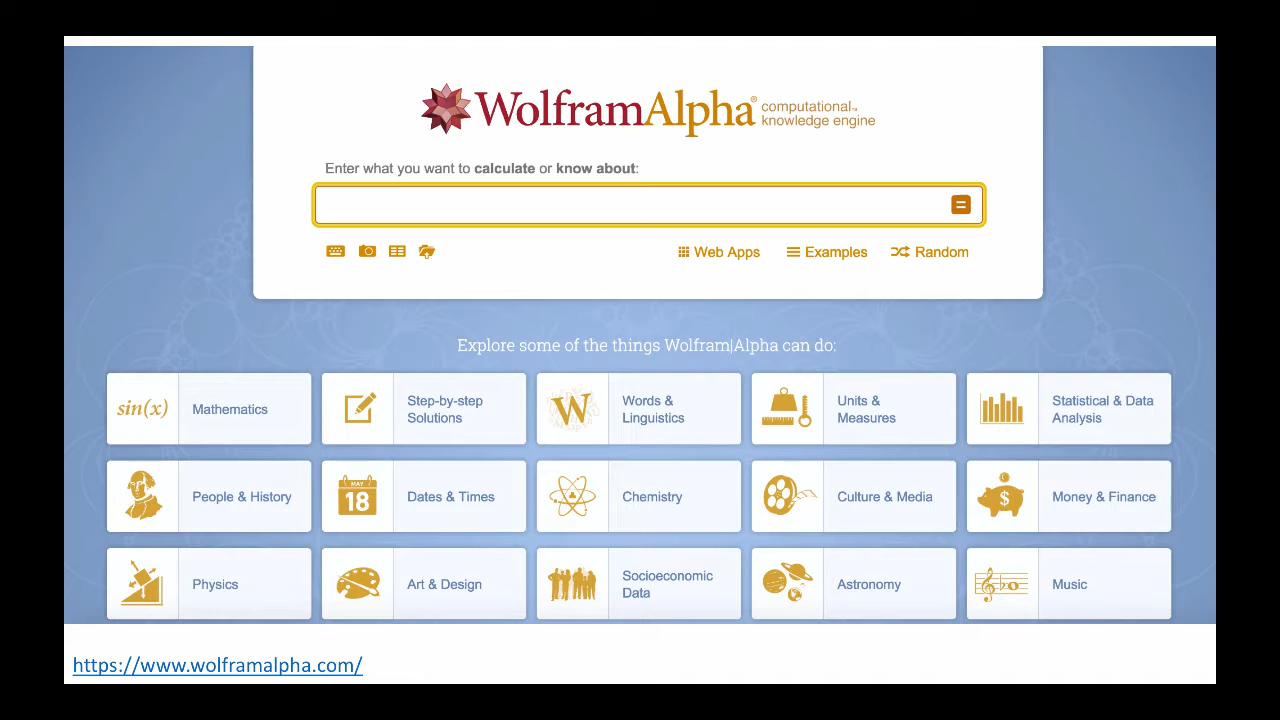 WolframAlpha® computational™ knowledge engine
Enter what you want to calculate or know about:
=
Web Apps Examples Random
Explore some of the things Wolfram|Alpha can do:
sin(x) Mathematics
Step-by-step
Solutions
W Words &
Linguistics
Units &
Measures
Statistical & Data
Analysis
People & History
MAY
18
Dates & Times
Chemistry
Culture & Media
$ Money & Finance
Physics
Art & Design
Socioeconomic
Data
Astronomy
Music
https://www.wolframalpha.com/